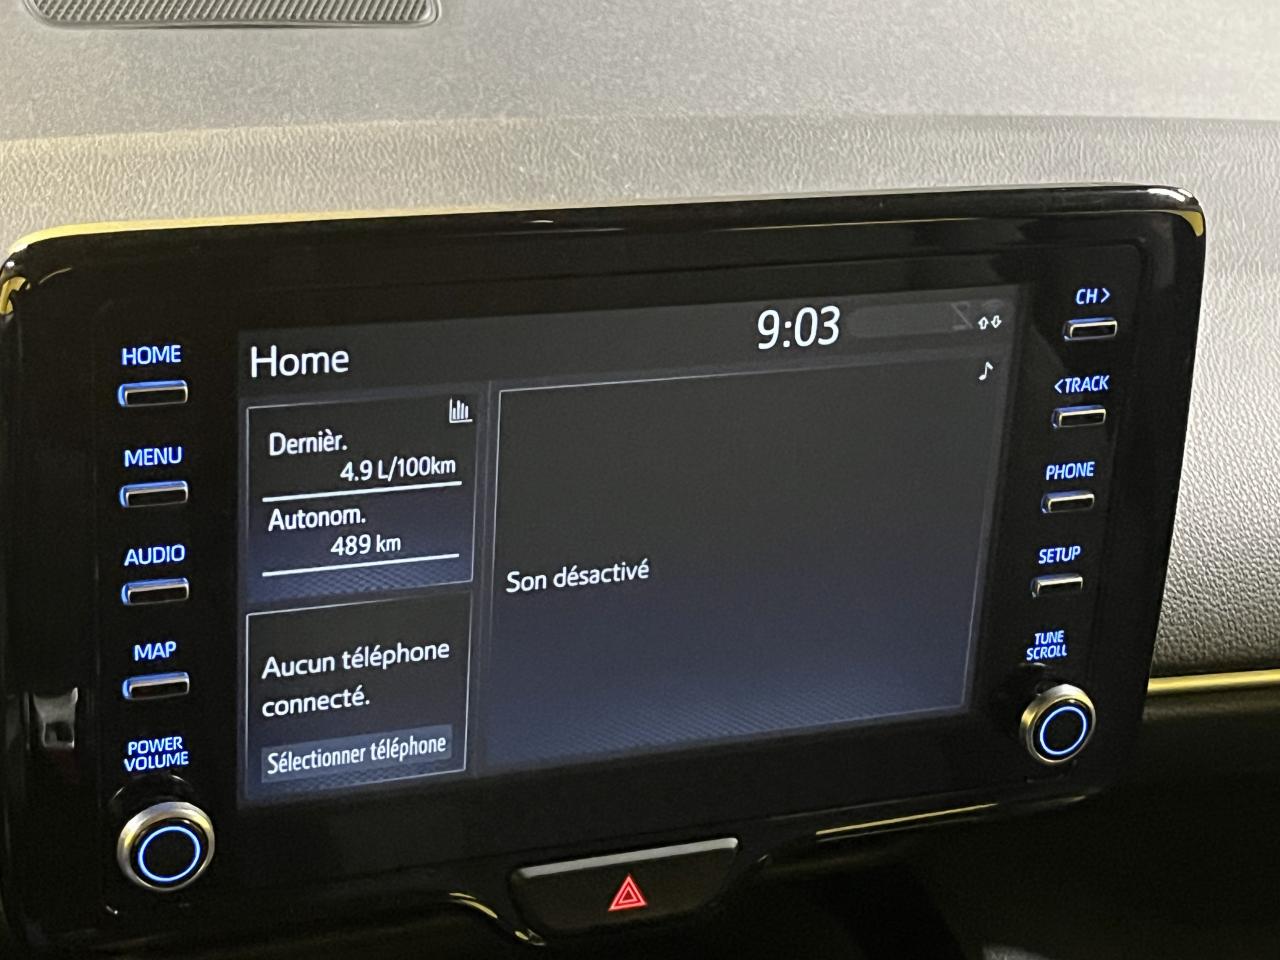 HOME
MENU
AUDIO
MAP
POWER
VOLUME
Home
9:03
Dernièr.
4.9 L/100km
Autonom.
489 km
Aucun téléphone
connecté.
Sélectionner téléphone
Son désactivé
CH>
<TRACK
PHONE
SETUP
TUNE
SCROLL